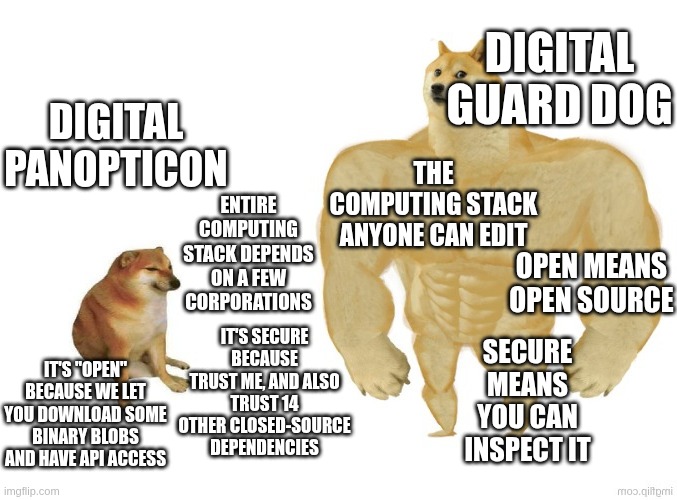 DIGITAL
PANOPTICON
ENTIRE
COMPUTING
STACK DEPENDS
ON A FEW
CORPORATIONS
IT'S SECURE
BECAUSE
TRUST ME, AND ALSO
TRUST 14
OTHER CLOSED-SOURCE
DEPENDENCIES
IT'S "OPEN"
BECAUSE WE LET
YOU DOWNLOAD SOME
BINARY BLOBS
AND HAVE API ACCESS
DIGITAL
GUARD DOG
THE
COMPUTING STACK
ANYONE CAN EDIT
OPEN MEANS
OPEN SOURCE
SECURE
MEANS
YOU CAN
INSPECT IT
imgflip.com
imgflip.com